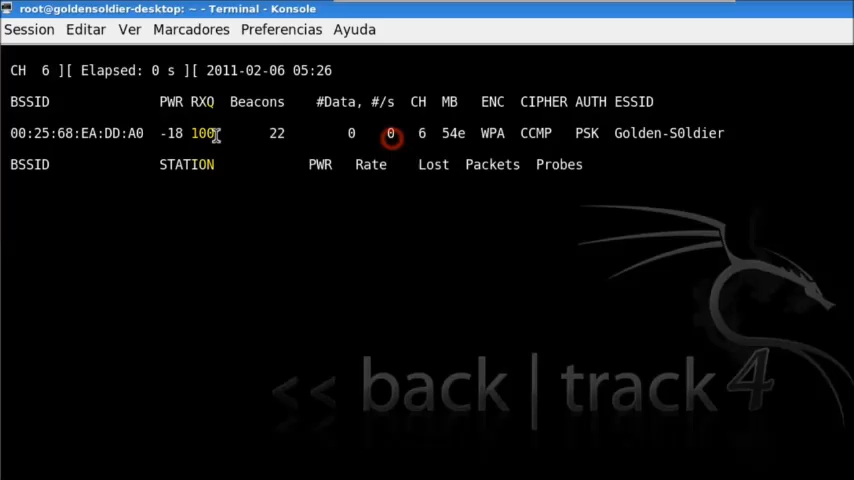 root@goldensoldier-desktop: ~ - Terminal - Konsole
Session Editar Ver Marcadores Preferencias Ayuda
CH 6 ][ Elapsed: 0 s ][ 2011-02-06 05:26
BSSID PWR RXQ Beacons #Data, #/s CH MB ENC CIPHER AUTH ESSID
00:25:68:EA:DD:A0 -18 100 22 0 0 6 54e WPA CCMP PSK Golden-S0ldier
BSSID STATION PWR Rate Lost Packets Probes
<< back | track 4